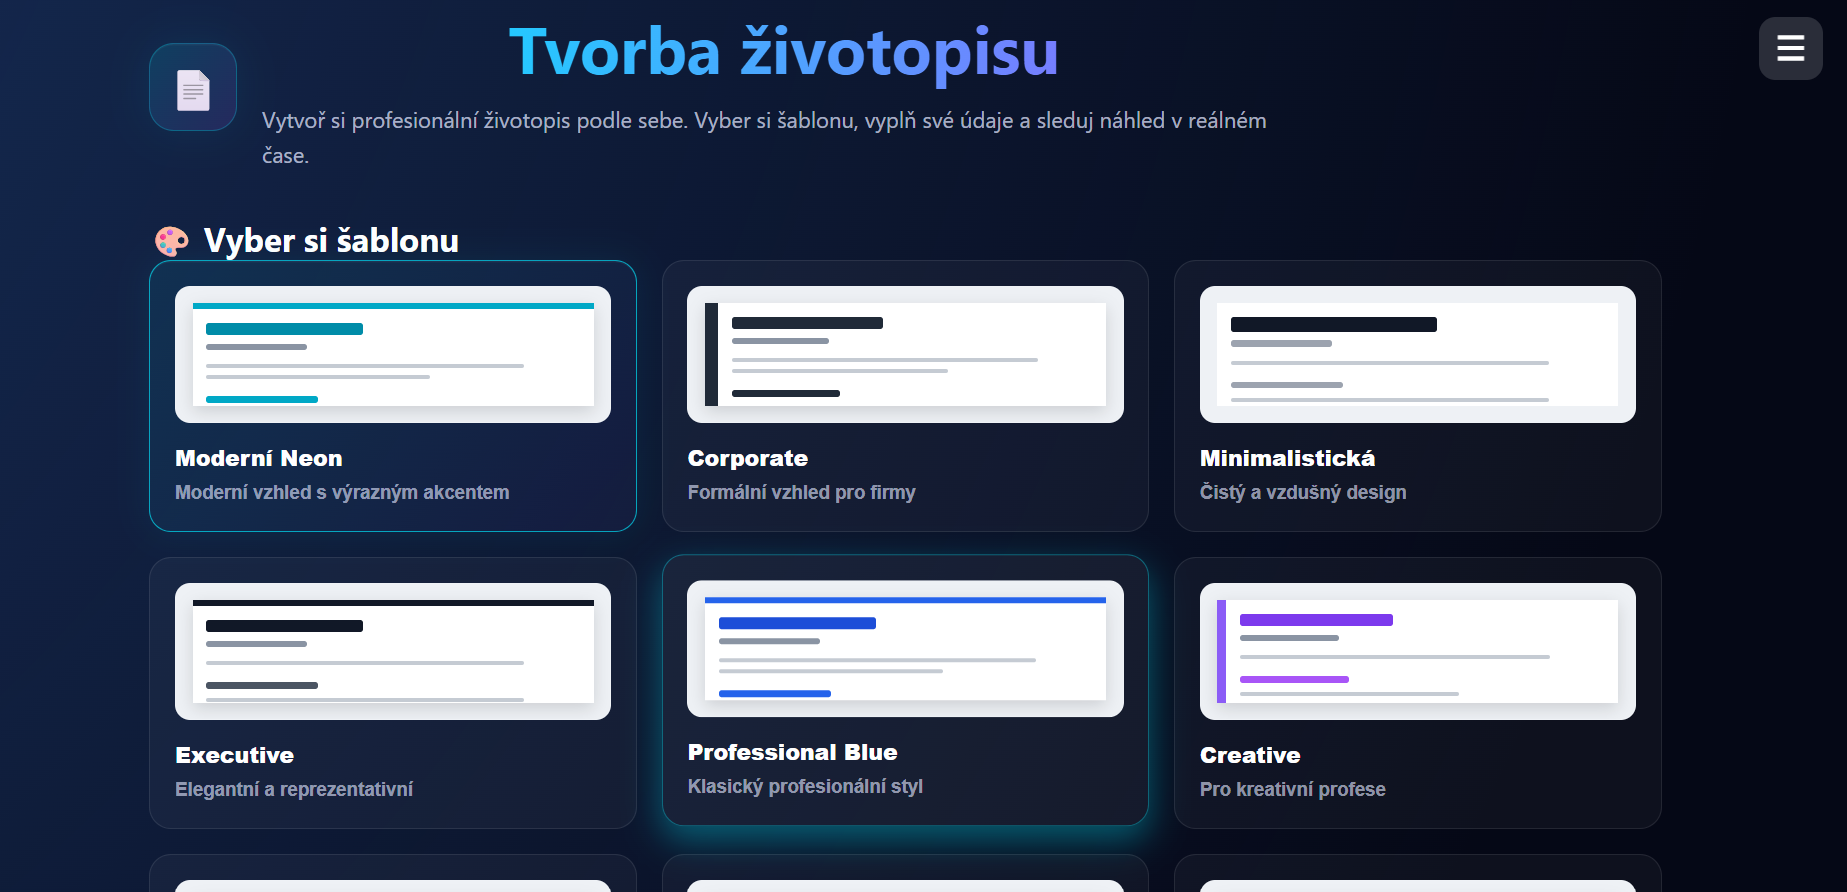 Tvorba životopisu
Vytvoř si profesionální životopis podle sebe. Vyber si šablonu, vyplň své údaje a sleduj náhled v reálném
čase.
🎨 Vyber si šablonu
Moderní Neon
Moderní vzhled s výrazným akcentem
Corporate
Formální vzhled pro firmy
Minimalistická
Čistý a vzdušný design
Executive
Elegantní a reprezentativní
Professional Blue
Klasický profesionální styl
Creative
Pro kreativní profese